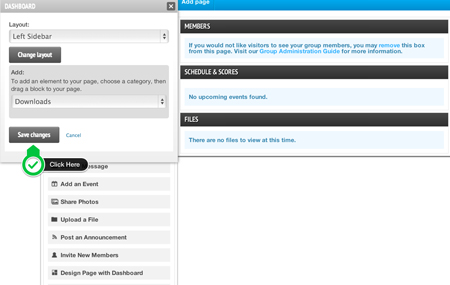 DASHBOARD
Layout:
Left Sidebar
Change layout
Add:
To add an element to your page, choose a category, then
drag a block to your page.
Downloads
Save changes
Cancel
Click Here.
Add an Event
Share Photos
Upload a File
Post an Announcement
Invite New Members
Design Page with Dashboard
Add page
MEMBERS
If you would not like visitors to see your group members, you may remove this box
from this page. Visit our Group Administration Guide for more information.
SCHEDULE & SCORES
No upcoming events found.
FILES
There are no files to view at this time.